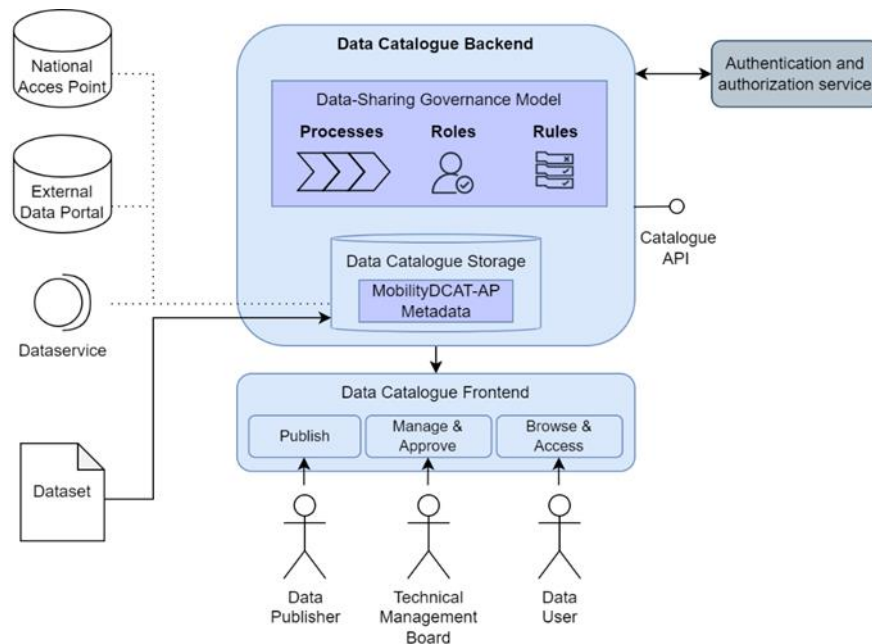 National
Acces Point
External
Data Portal
Dataservice
Dataset
Data Catalogue Backend
Data-Sharing Governance Model
Processes
Roles
Rules
Data Catalogue Storage
MobilityDCAT-AP
Metadata
Authentication and
authorization service
Catalogue
API
Data Catalogue Frontend
Publish
Manage &
Approve
Browse &
Access
Data
Publisher
Technical
Management
Board
Data
User